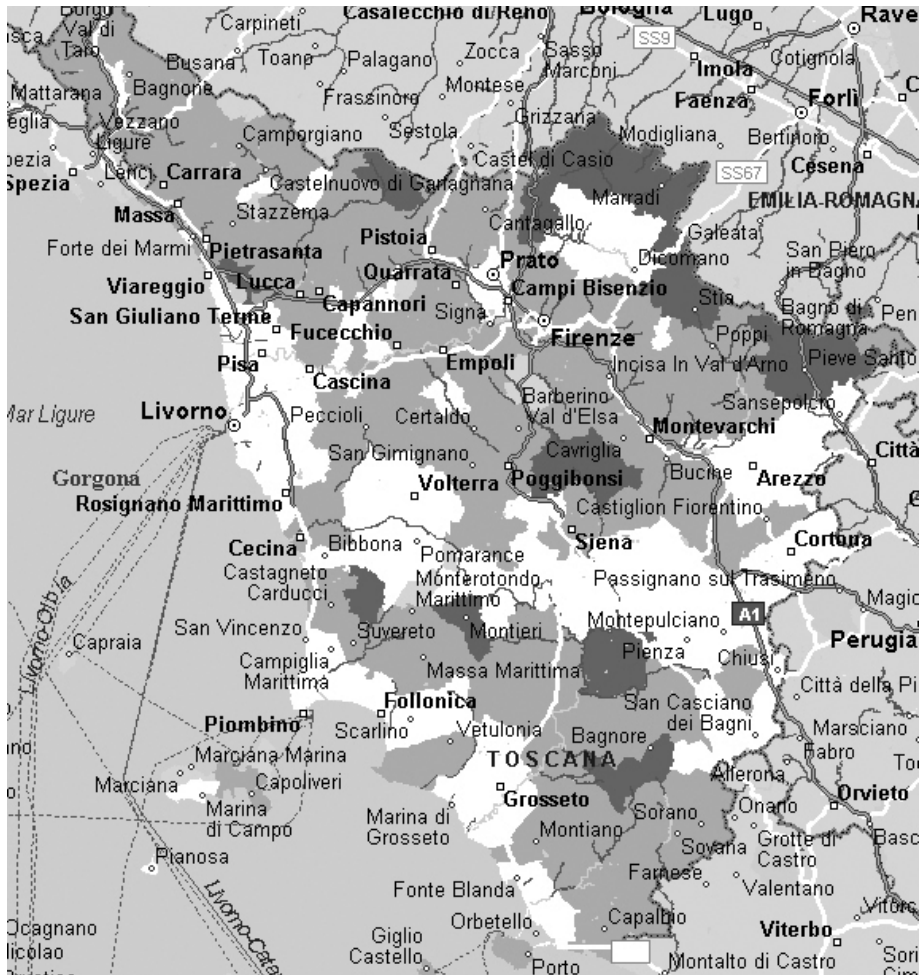 Borgo
Val di
Taro
Carpineti
Casalecchio di Reno
Bologna
Lugo
Busana
Toano
Palagano
Zocca
Sasso
Marconi
SS9
Cotignola
Imola
Mattarana
Bagnone
Frassinoro
Montese
Faenza
Forlì
Grizzana
Vezzano
Ligure
Camporgiano
Sestola
Modigliana
Bertinoro
Castel di Casio
Cesena
Spezia
Lerici
Carrara
Castelnuovo di Garfagnana
SS67
Marradi
Massa
Stazzema
Cantagallo
Galeata
Forte dei Marmi
Pietrasanta
Pistoia
Dicomano
San Piero
in Bagno
Viareggio
Lucca
Quarrata
Prato
Capannori
Campi Bisenzio
Stia
Bagno di
Romagna
San Giuliano Terme
Signa
Fucecchio
Firenze
Poppi
Pisa
Empoli
Incisa In Val d'Arno
Pieve Santo
Cascina
Mar Ligure
Livorno
Peccioli
Certaldo
Barberino
Val d'Elsa
Sansepolcro
Montevarchi
San Gimignano
Cavriglia
Città
Gorgona
Volterra
Poggibonsi
Bucine
Arezzo
Rosignano Marittimo
Castiglion Fiorentino
Cecina
Bibbona
Siena
Cortona
Pomarance
Castagneto
Carducci
Monterotondo
Marittimo
Passignano sul Trasimeno
Livorno-Olbia
San Vincenzo
Suvereto
Montieri
Montepulciano
A1
Capraia
Pienza
Perugia
Campiglia
Marittima
Massa Marittima
Chiusi
Follonica
San Casciano
dei Bagni
Piombino
Scarlino
Vetulonia
Bagnore
Marsciano
Marciana Marina
TOSCANA
Fabro
Marciana
Capoliveri
Allerona
Marina
di Campo
Grosseto
Sorano
Onano
Orvieto
Marina di
Grosseto
Montiano
Sovana
Grotte di
Castro
Pianosa
Farnese
Valentano
Fonte Blanda
Orbetello
Capalbio
Viterbo
Giglio
Castello
Porto
Montalto di Castro